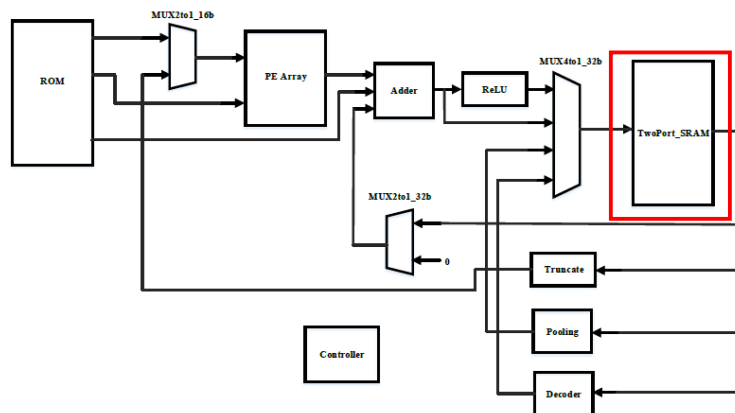 MUX2to1_16b
ROM
PE Array
Adder
ReLU
MUX4to1_32b
TwoPort_SRAM
MUX2to1_32b
0
Truncate
Pooling
Controller
Decoder